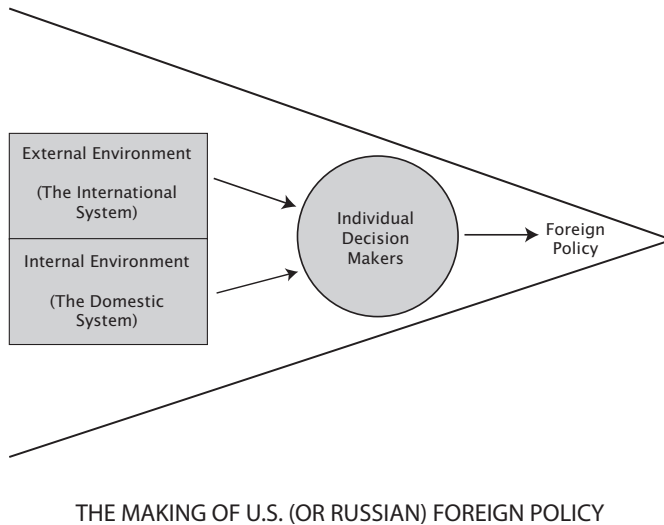 External Environment
(The International
System)
Internal Environment
(The Domestic
System)
Individual
Decision
Makers
Foreign
Policy
THE MAKING OF U.S. (OR RUSSIAN) FOREIGN POLICY